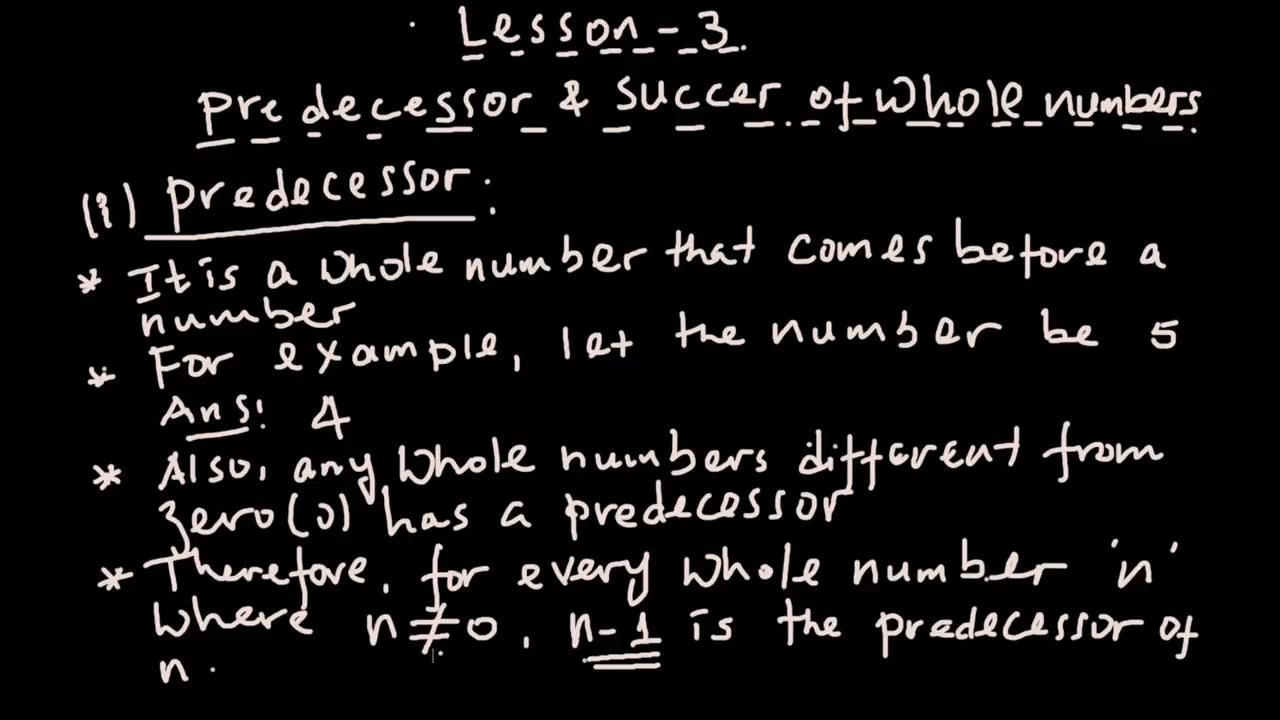 Lesson-3.
Predecessor & Succer of whole numbers
(i) Predecessor:
* It is a whole number that comes before a
number
* For example, let the number be 5
Ans: 4
* Also, any whole numbers different from
zero(0) has a predecessor
* Therefore, for every whole number 'n'
where n≠0, n-1 is the predecessor of
n.